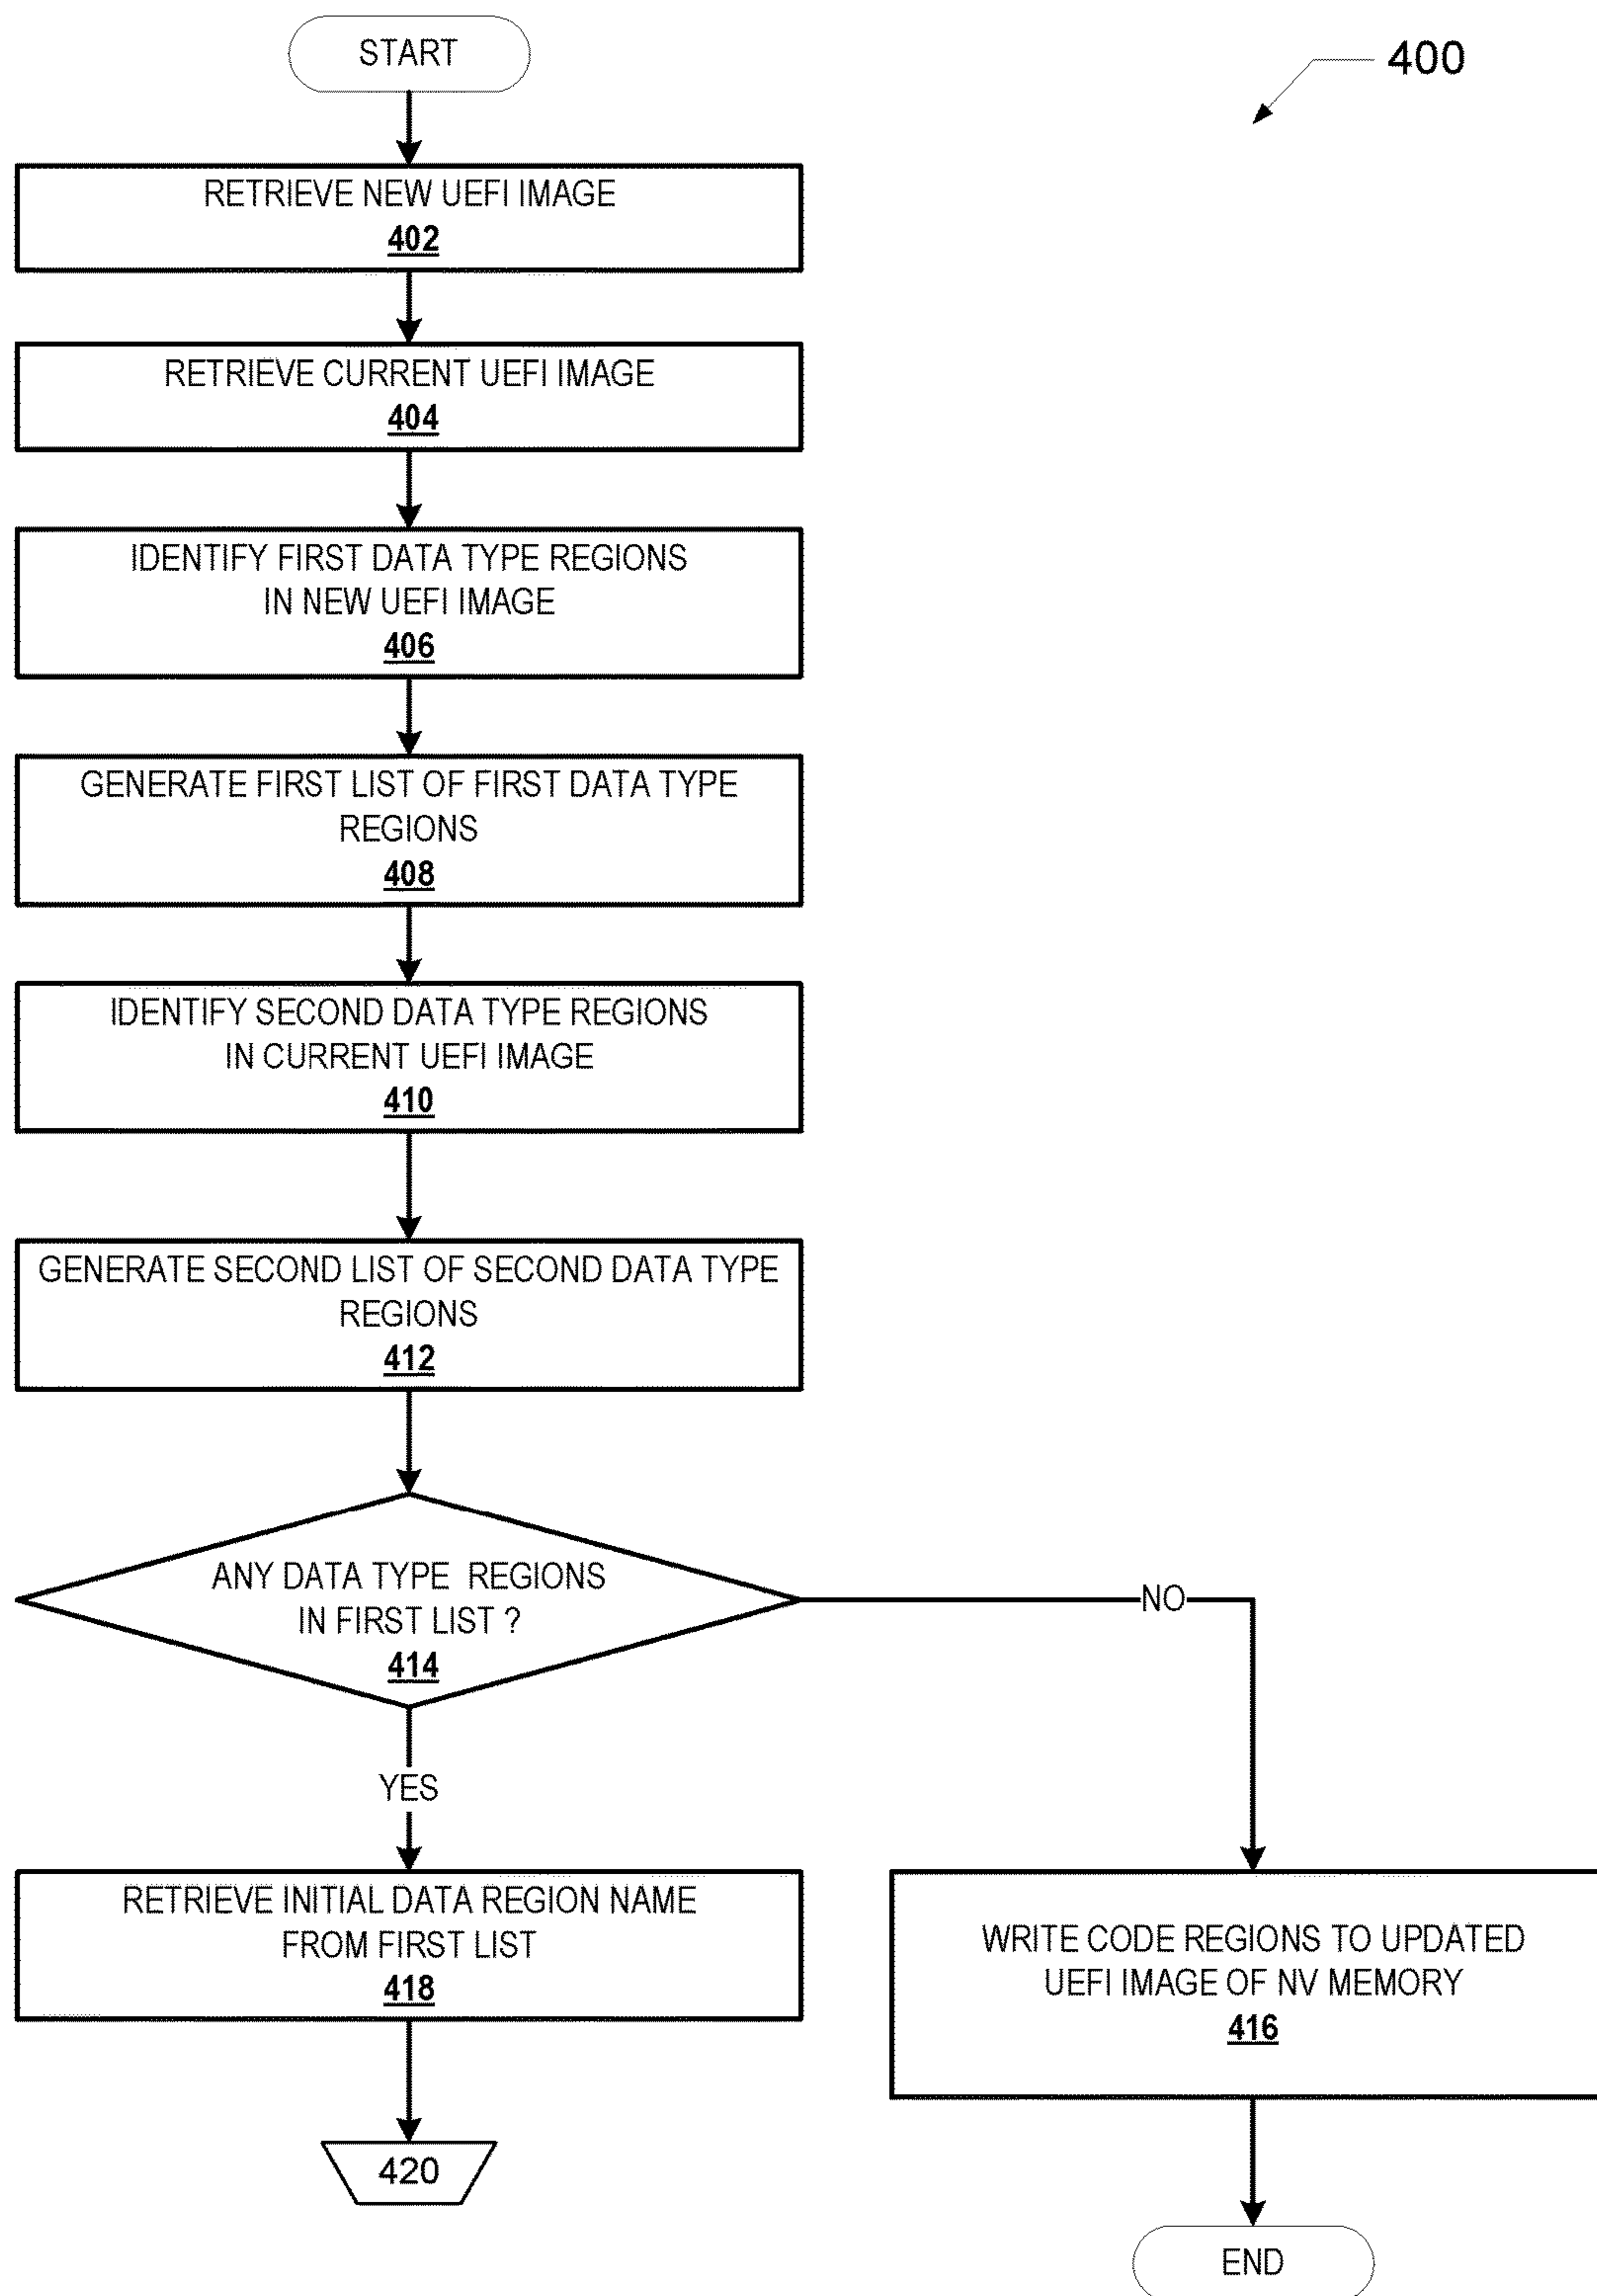 START
400
RETRIEVE NEW UEFI IMAGE
402
RETRIEVE CURRENT UEFI IMAGE
404
IDENTIFY FIRST DATA TYPE REGIONS
IN NEW UEFI IMAGE
406
GENERATE FIRST LIST OF FIRST DATA TYPE
REGIONS
408
IDENTIFY SECOND DATA TYPE REGIONS
IN CURRENT UEFI IMAGE
410
GENERATE SECOND LIST OF SECOND DATA TYPE
REGIONS
412
ANY DATA TYPE REGIONS
IN FIRST LIST ?
414
NO
YES
RETRIEVE INITIAL DATA REGION NAME
FROM FIRST LIST
418
WRITE CODE REGIONS TO UPDATED
UEFI IMAGE OF NV MEMORY
416
420
END